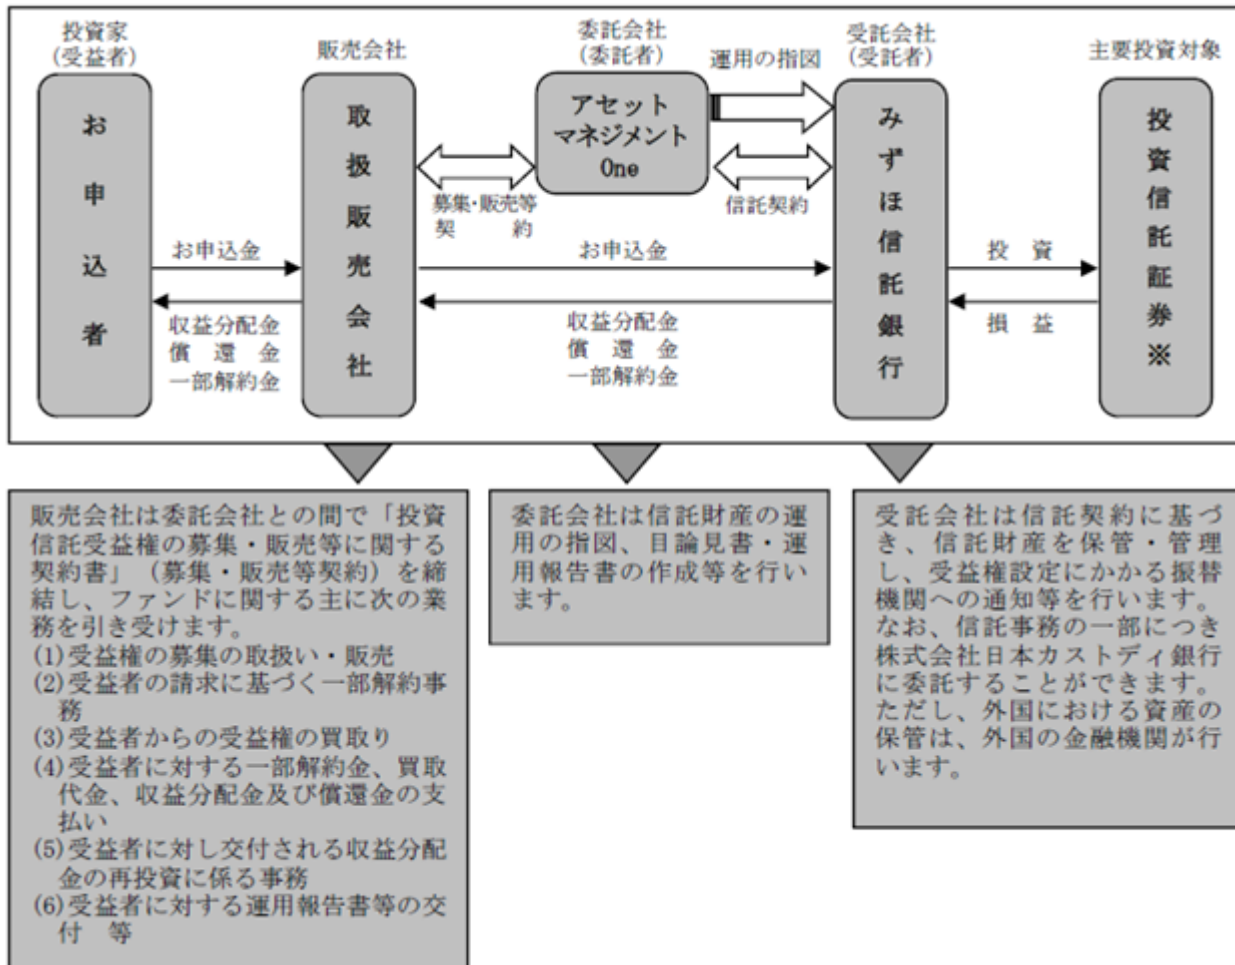 投資家
(受益者)
販売会社
委託会社
(委託者)
運用の指図
受託会社
(受託者)
主要投資対象
お申込者
取扱販売会社
アセット
マネジメント
One
みずほ信託銀行
投資信託証券※
募集・販売等
契約
信託契約
お申込金
お申込金
投資
収益分配金
償還金
一部解約金
収益分配金
償還金
一部解約金
損益
販売会社は委託会社との間で「投資
信託受益権の募集・販売等に関する
契約書」(募集・販売等契約)を締
結し、ファンドに関する主に次の業
務を引き受けます。
(1)受益権の募集の取扱い・販売
(2)受益者の請求に基づく一部解約事
務
(3)受益者からの受益権の買取り
(4)受益者に対する一部解約金、買取
代金、収益分配金及び償還金の支
払い
(5)受益者に対し交付される収益分配
金の再投資に係る事務
(6)受益者に対する運用報告書等の交
付 等
委託会社は信託財産の運
用の指図、目論見書・運
用報告書の作成等を行い
ます。
受託会社は信託契約に基づ
き、信託財産を保管・管理
し、受益権設定にかかる振替
機関への通知等を行います。
なお、信託事務の一部につき
株式会社日本カストディ銀行
に委託することができます。
ただし、外国における資産の
保管は、外国の金融機関が行
います。